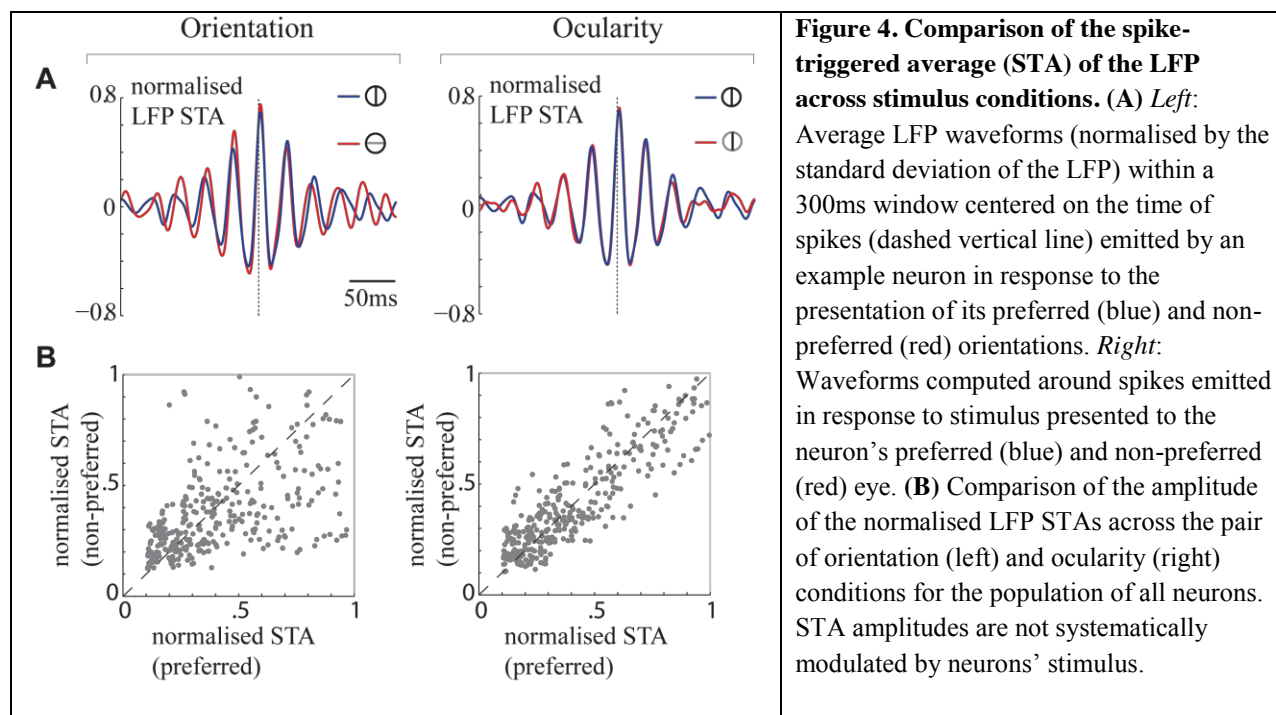 Orientation
Ocularity
A
normalised
LFP STA
0.8
0
−0.8
50ms
normalised
LFP STA
0.8
0
−0.8
B
normalised STA
(non-preferred)
1
.5
0
0
.5
1
normalised STA
(preferred)
normalised STA
(non-preferred)
1
.5
0
0
.5
1
normalised STA
(preferred)
Figure 4. Comparison of the spike-
triggered average (STA) of the LFP
across stimulus conditions. (A) Left:
Average LFP waveforms (normalised by the
standard deviation of the LFP) within a
300ms window centered on the time of
spikes (dashed vertical line) emitted by an
example neuron in response to the
presentation of its preferred (blue) and non-
preferred (red) orientations. Right:
Waveforms computed around spikes emitted
in response to stimulus presented to the
neuron’s preferred (blue) and non-preferred
(red) eye. (B) Comparison of the amplitude
of the normalised LFP STAs across the pair
of orientation (left) and ocularity (right)
conditions for the population of all neurons.
STA amplitudes are not systematically
modulated by neurons’ stimulus.